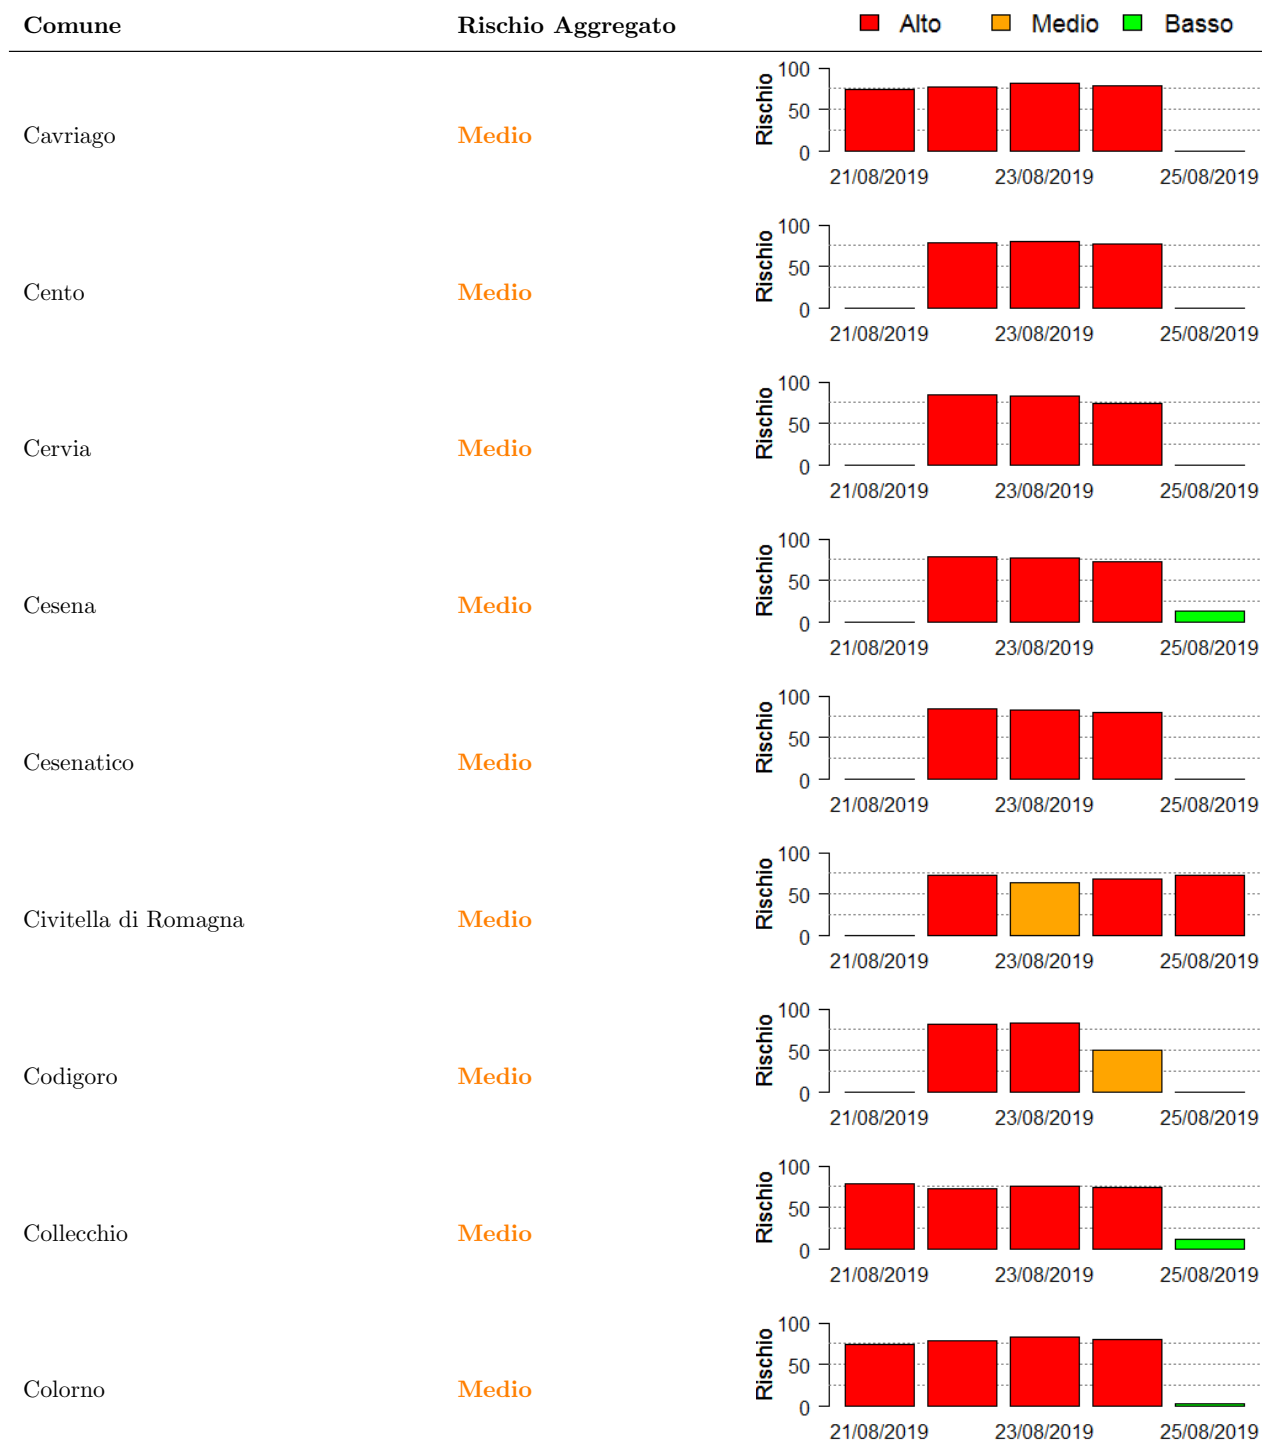 Comune Rischio Aggregato Alto Medio Basso
100
50
0
Rischio
Cavriago Medio
21/08/2019 23/08/2019 25/08/2019
100
50
0
Rischio
Cento Medio
21/08/2019 23/08/2019 25/08/2019
100
50
0
Rischio
Cervia Medio
21/08/2019 23/08/2019 25/08/2019
100
50
0
Rischio
Cesena Medio
21/08/2019 23/08/2019 25/08/2019
100
50
0
Rischio
Cesenatico Medio
21/08/2019 23/08/2019 25/08/2019
100
50
0
Rischio
Civitella di Romagna Medio
21/08/2019 23/08/2019 25/08/2019
100
50
0
Rischio
Codigoro Medio
21/08/2019 23/08/2019 25/08/2019
100
50
0
Rischio
Collecchio Medio
21/08/2019 23/08/2019 25/08/2019
100
50
0
Rischio
Colorno Medio
21/08/2019 23/08/2019 25/08/2019